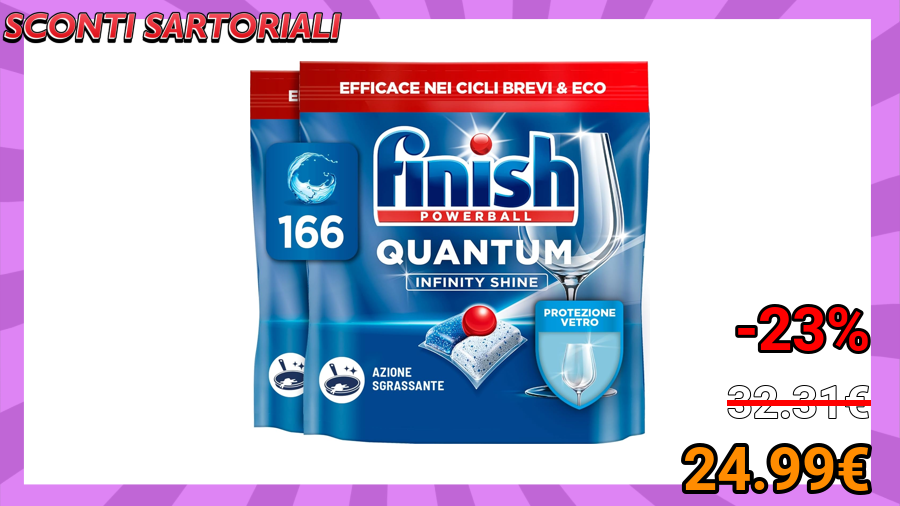 SCONTI SARTORIALI
E
EFFICACE NEI CICLI BREVI & ECO
finish
POWERBALL
166
QUANTUM
INFINITY SHINE
PROTEZIONE
VETRO
AZIONE
SGRASSANTE
-23%
32.31€
24.99€